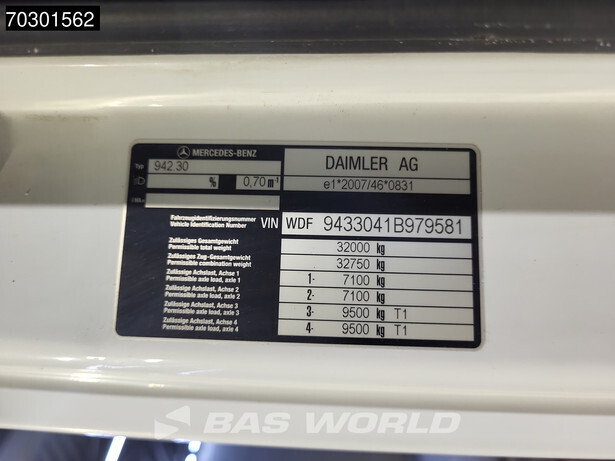 70301562
MERCEDES-BENZ
DAIMLER AG
Typ 942.30
% 0,70 m-1
e1*2007/46*0831
Fahrzeugidentifizierungsnummer
Vehicle Identification Number
VIN WDF 9433041B979581
Zulässiges Gesamtgewicht
Permissible total weight
32000 kg
Zulässiges Zug-Gesamtgewicht
Permissible combination weight
32750 kg
Zulässige Achslast, Achse 1
Permissible axle load, axle 1
1- 7100 kg
Zulässige Achslast, Achse 2
Permissible axle load, axle 2
2- 7100 kg
Zulässige Achslast, Achse 3
Permissible axle load, axle 3
3- 9500 kg T1
Zulässige Achslast, Achse 4
Permissible axle load, axle 4
4- 9500 kg T1
BAS WORLD